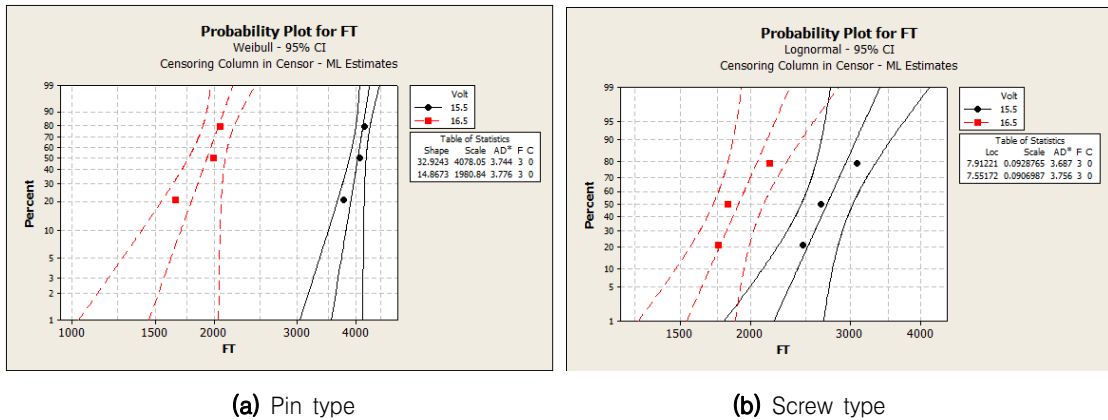 Probability Plot for FT
Weibull - 95% CI
Censoring Column in Censor - ML Estimates
99
80
70
60
50
40
30
20
10
5
3
2
1
Percent
1000 1500 2000 3000 4000
FT
Volt
15.5
16.5
Table of Statistics
Shape Scale AD* F C
32.9243 4078.05 3.744 3 0
14.8673 1980.84 3.776 3 0
(a) Pin type
Probability Plot for FT
Lognormal - 95% CI
Censoring Column in Censor - ML Estimates
99
95
80
70
60
50
40
30
20
10
5
1
Percent
1500 2000 3000 4000
FT
Volt
15.5
16.5
Table of Statistics
Loc Scale AD* F C
7.91221 0.0928765 3.687 3 0
7.55172 0.0906987 3.756 3 0
(b) Screw type